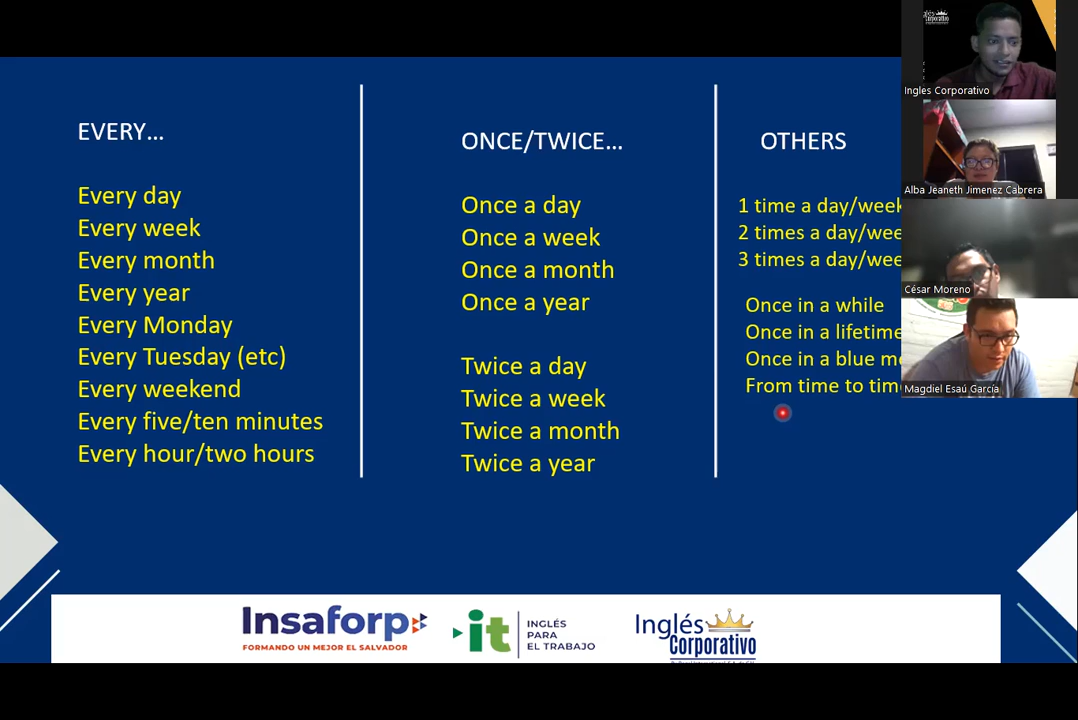 EVERY...
Every day
Every week
Every month
Every year
Every Monday
Every Tuesday (etc)
Every weekend
Every five/ten minutes
Every hour/two hours
ONCE/TWICE...
Once a day
Once a week
Once a month
Once a year
Twice a day
Twice a week
Twice a month
Twice a year
OTHERS
1 time a day/week
2 times a day/wee
3 times a day/wee
Once in a while
Once in a lifetime
Once in a blue
From time to tim
Ingles Corporativo
Alba Jeaneth Jimenez Cabrera
César Moreno
Magdiel Esaú García
Insaforp
FORMANDO UN MEJOR EL SALVADOR
it
INGLÉS
PARA
EL TRABAJO
Inglés
Corporativo